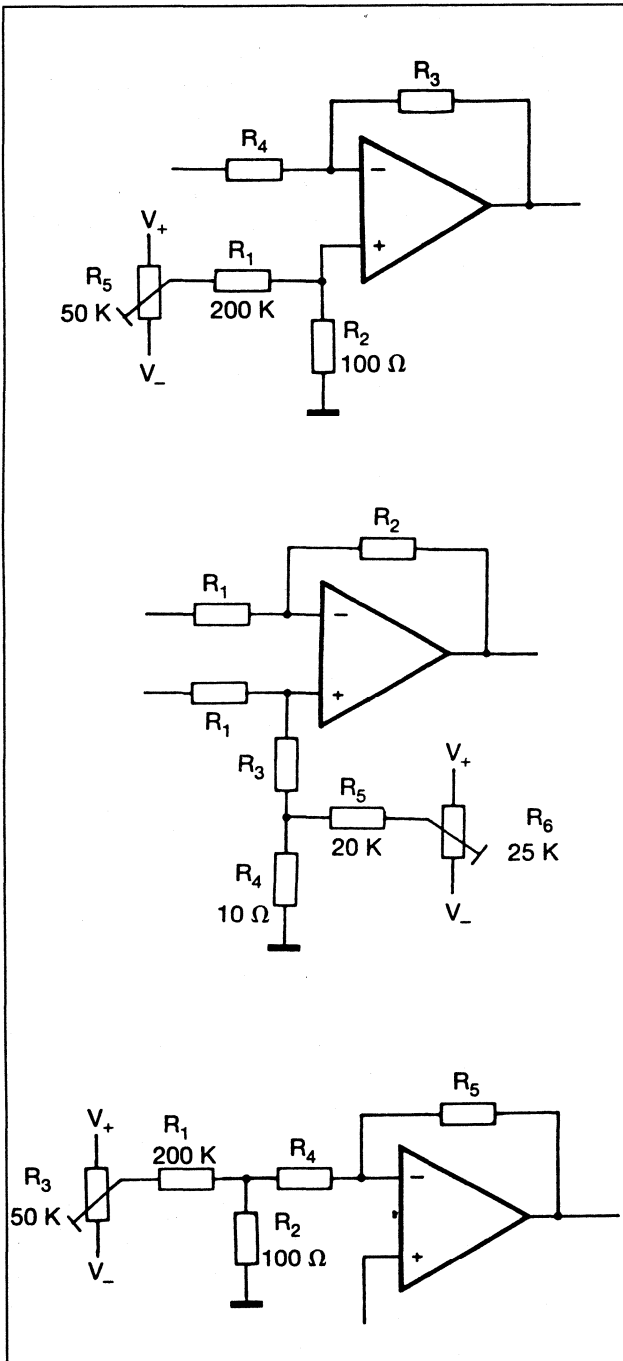 R3
R4
−
V+
R5
50 K
R1
200 K
+
R2
100 Ω
V−
R2
R1
−
R1
+
R3
V+
R5
20 K
R6
25 K
R4
10 Ω
V−
R5
V+
R1
200 K
R4
−
R3
50 K
R2
100 Ω
+
V−